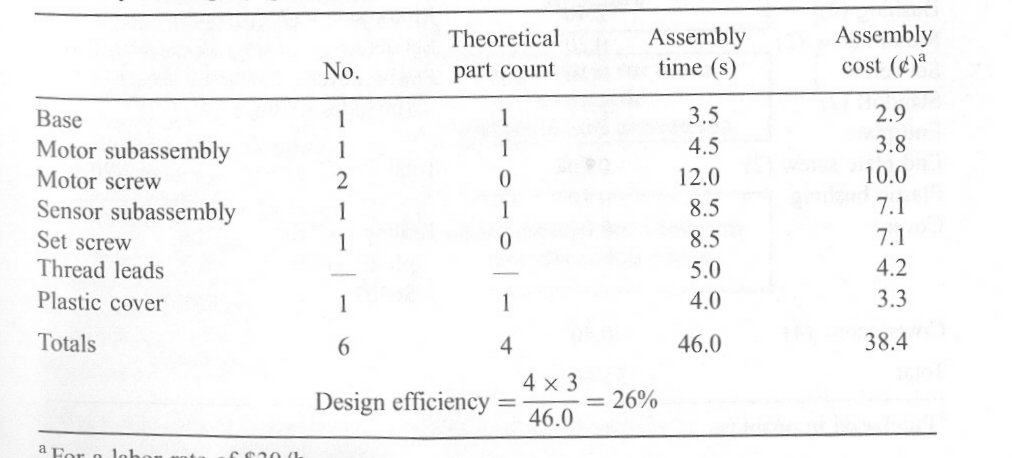 Theoretical Assembly Assembly
No. part count time (s) cost (¢)ᵃ
Base 1 1 3.5 2.9
Motor subassembly 1 1 4.5 3.8
Motor screw 2 0 12.0 10.0
Sensor subassembly 1 1 8.5 7.1
Set screw 1 0 8.5 7.1
Thread leads — — 5.0 4.2
Plastic cover 1 1 4.0 3.3
Totals 6 4 46.0 38.4
4 × 3
Design efficiency = = 26%
46.0
ᵃ For a labor rate of $30/h